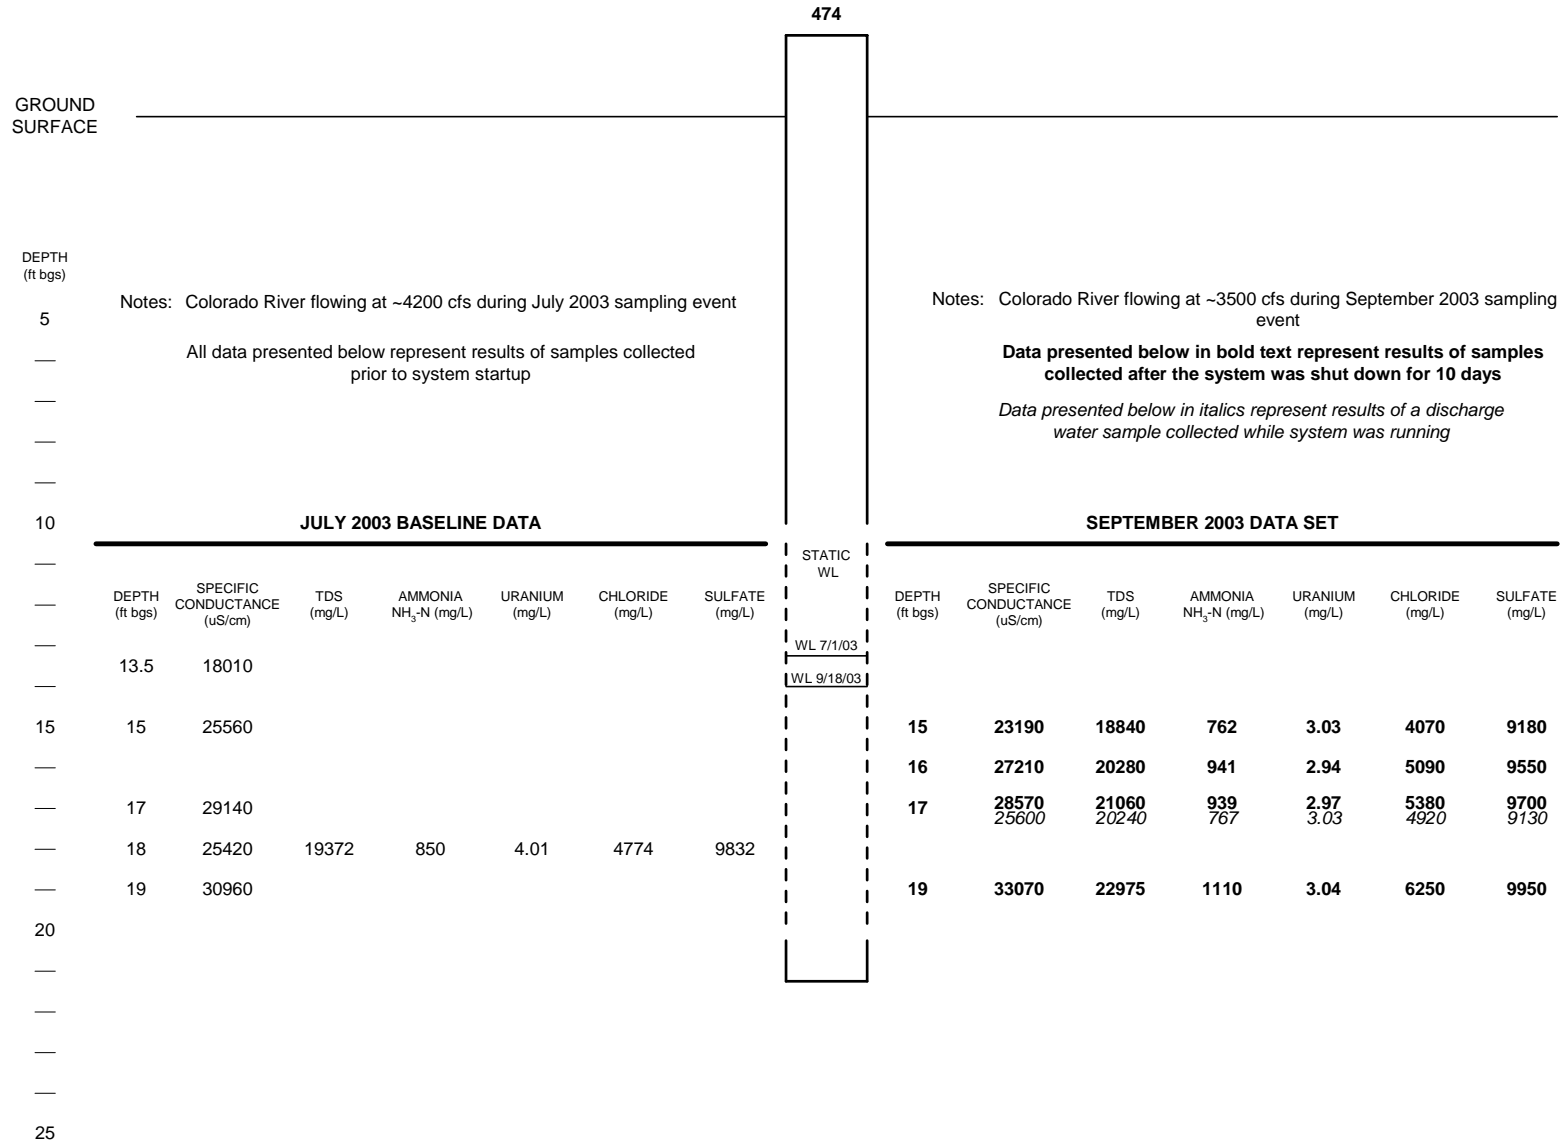 474
GROUND
SURFACE
DEPTH
(ft bgs)
Notes: Colorado River flowing at ~4200 cfs during July 2003 sampling event
All data presented below represent results of samples collected
prior to system startup
Notes: Colorado River flowing at ~3500 cfs during September 2003 sampling
event
Data presented below in bold text represent results of samples
collected after the system was shut down for 10 days
Data presented below in italics represent results of a discharge
water sample collected while system was running
5
10
JULY 2003 BASELINE DATA
SEPTEMBER 2003 DATA SET
STATIC
WL
DEPTH (ft bgs) SPECIFIC CONDUCTANCE (uS/cm) TDS (mg/L) AMMONIA NH3-N (mg/L) URANIUM (mg/L) CHLORIDE (mg/L) SULFATE (mg/L)
DEPTH (ft bgs) SPECIFIC CONDUCTANCE (uS/cm) TDS (mg/L) AMMONIA NH3-N (mg/L) URANIUM (mg/L) CHLORIDE (mg/L) SULFATE (mg/L)
WL 7/1/03
13.5 18010
WL 9/18/03
15 15 25560
15 23190 18840 762 3.03 4070 9180
16 27210 20280 941 2.94 5090 9550
17 29140
17 28570 21060 939 2.97 5380 9700
25600 20240 767 3.03 4920 9130
18 25420 19372 850 4.01 4774 9832
19 30960
19 33070 22975 1110 3.04 6250 9950
20
25